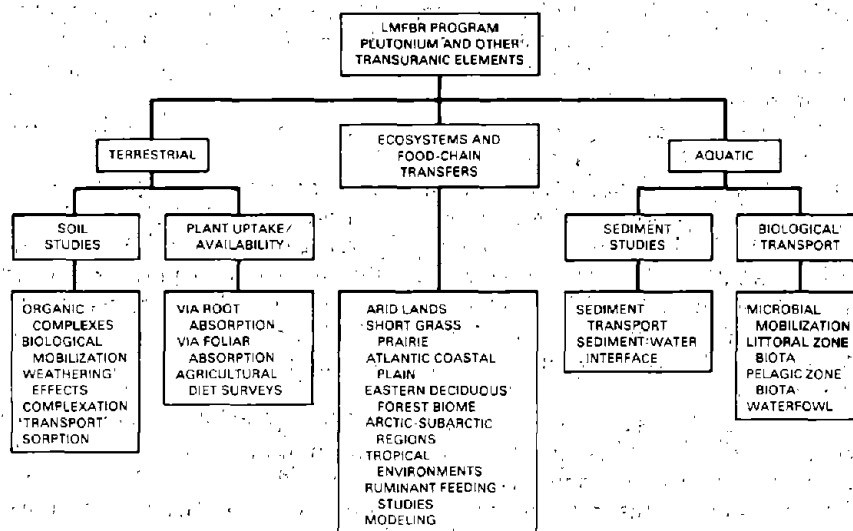 LMFBR PROGRAM
PLUTONIUM AND OTHER
TRANSURANIC ELEMENTS
TERRESTRIAL
ECOSYSTEMS AND
FOOD-CHAIN
TRANSFERS
AQUATIC
SOIL
STUDIES
PLANT UPTAKE/
AVAILABILITY
SEDIMENT
STUDIES
BIOLOGICAL
TRANSPORT
ORGANIC
COMPLEXES
BIOLOGICAL
MOBILIZATION
WEATHERING
EFFECTS
COMPLEXATION
TRANSPORT
SORPTION
VIA ROOT
ABSORPTION
VIA FOLIAR
ABSORPTION
AGRICULTURAL
DIET SURVEYS
ARID LANDS
SHORT GRASS
PRAIRIE
ATLANTIC COASTAL
PLAIN
EASTERN DECIDUOUS
FOREST BIOME
ARCTIC-SUBARCTIC
REGIONS
TROPICAL
ENVIRONMENTS
RUMINANT FEEDING
STUDIES
MODELING
SEDIMENT
TRANSPORT
SEDIMENT-WATER
INTERFACE
MICROBIAL
MOBILIZATION
LITTORAL ZONE
BIOTA
PELAGIC ZONE
BIOTA
WATERFOWL